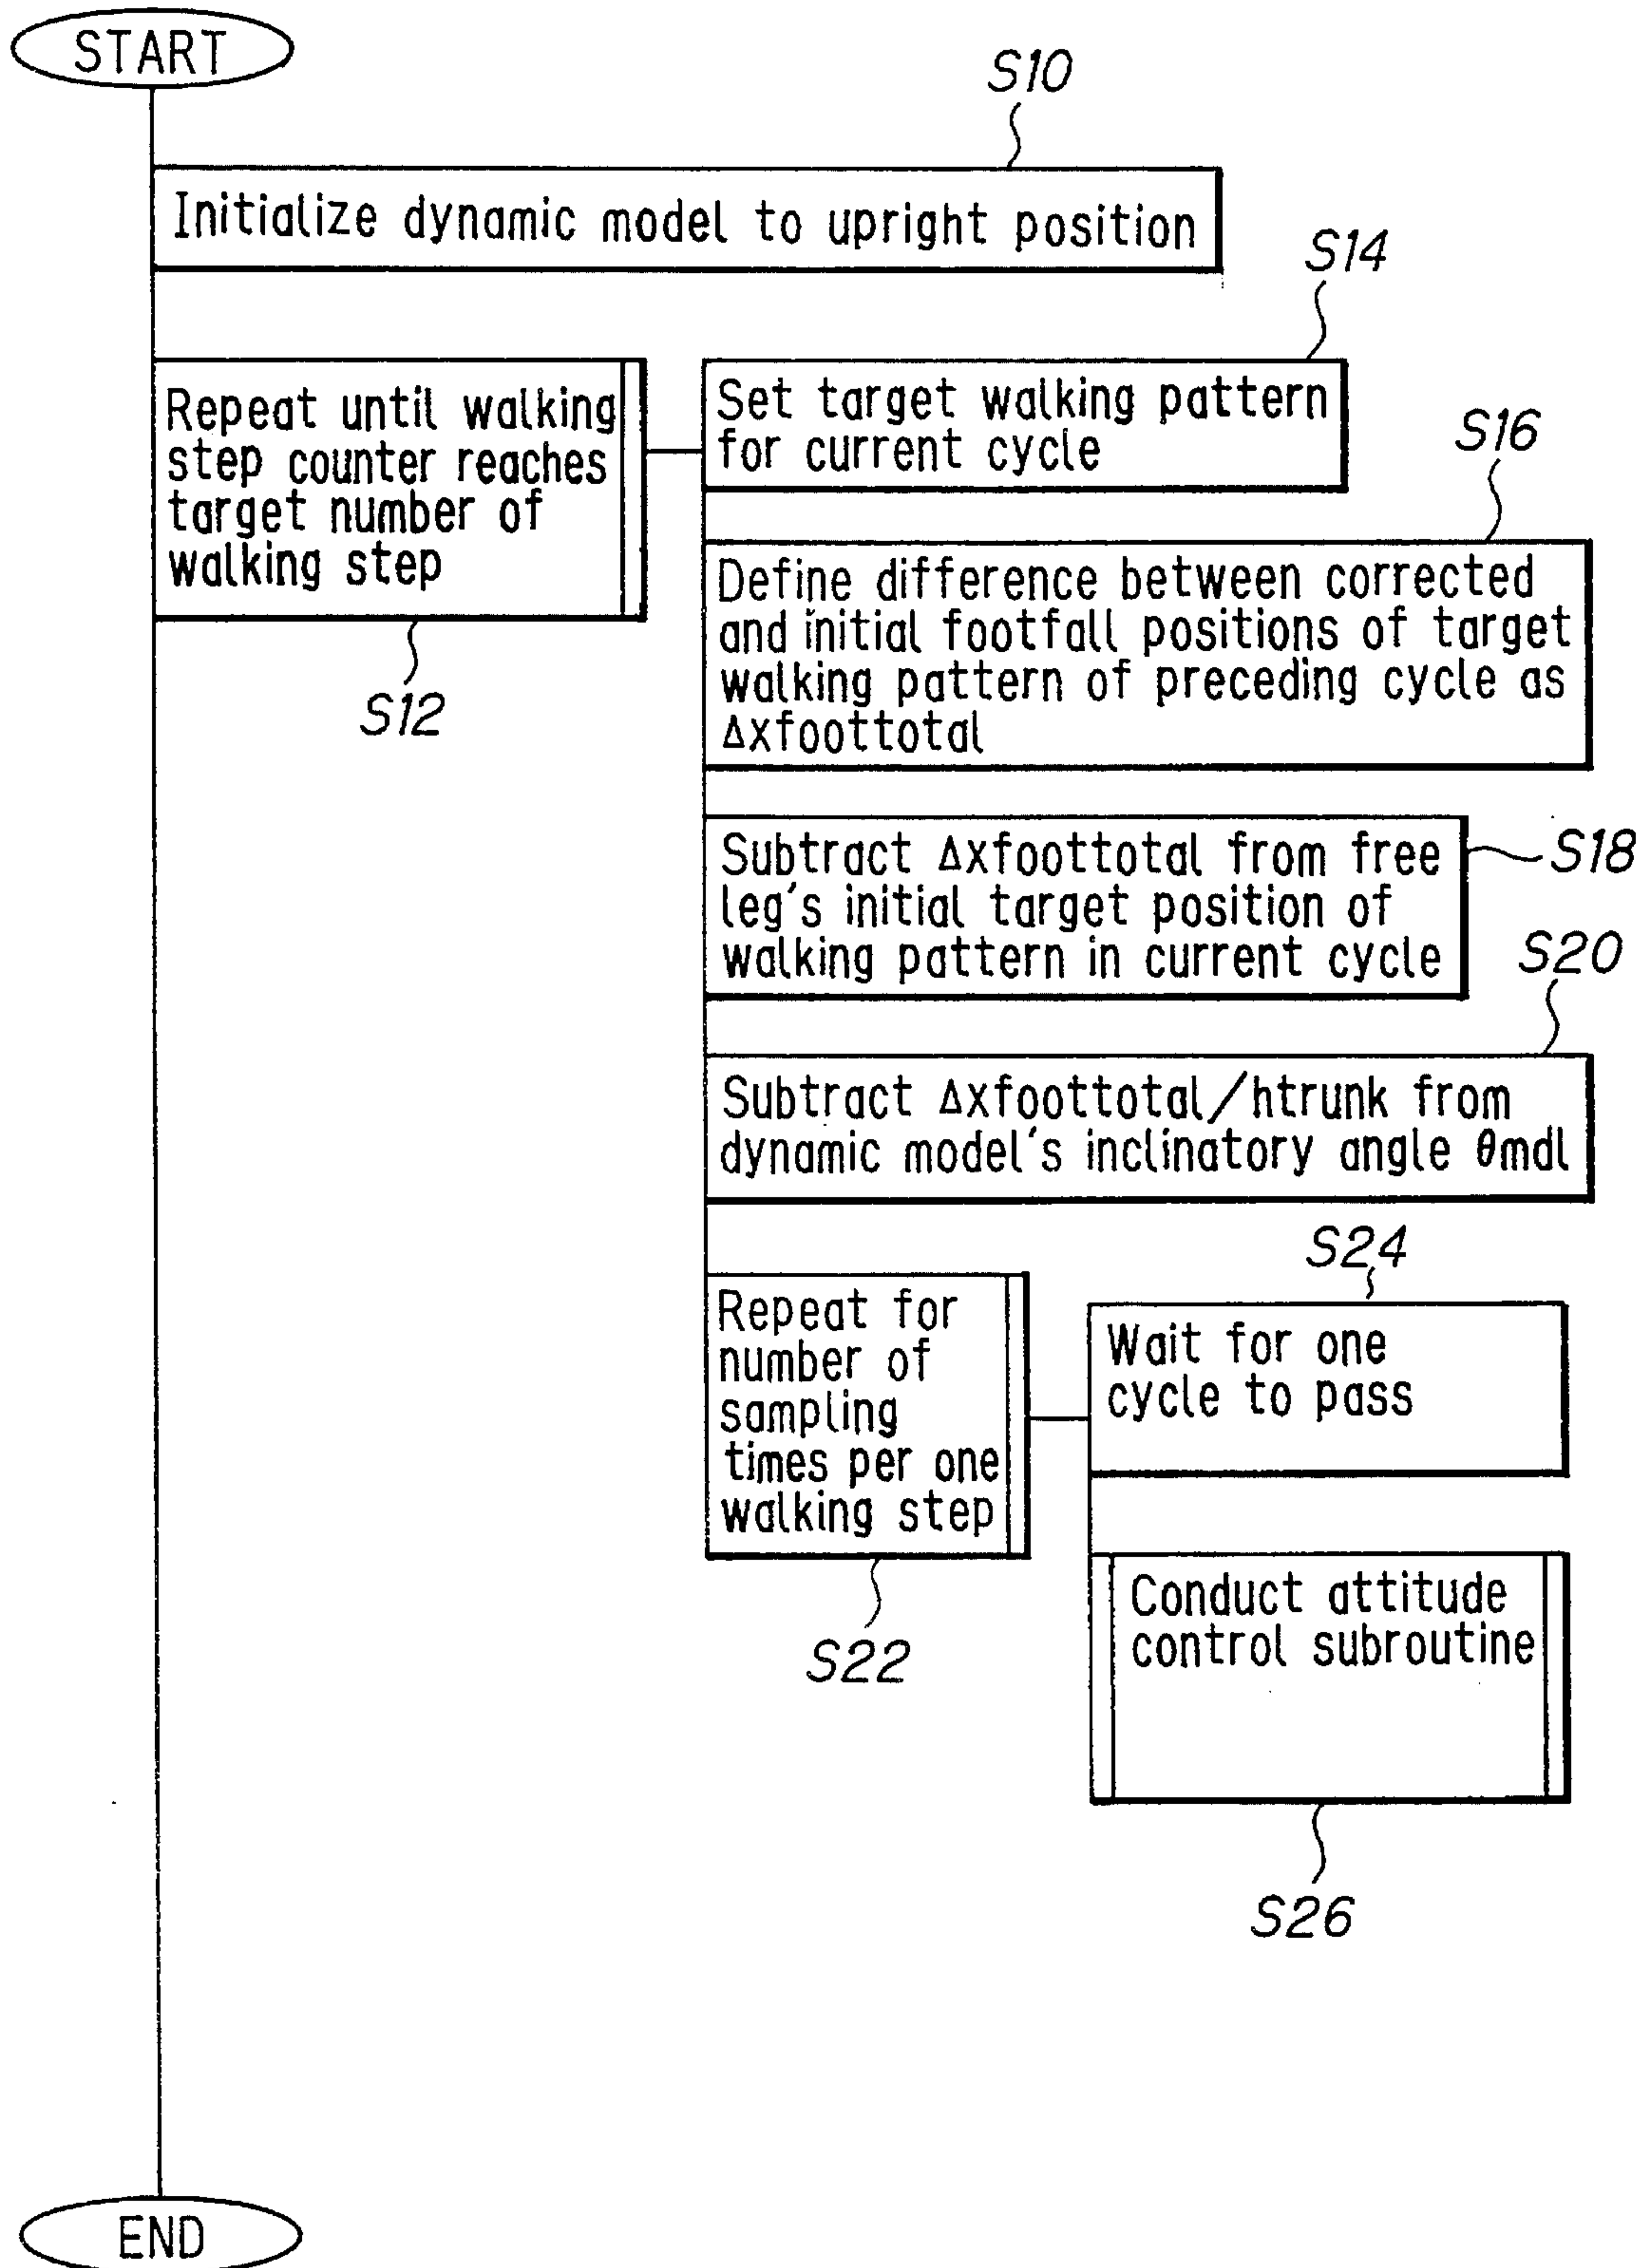 START
S10
Initialize dynamic model to upright position
S14
Repeat until walking
step counter reaches
target number of
walking step
S12
Set target walking pattern
for current cycle
S16
Define difference between corrected
and initial footfall positions of target
walking pattern of preceding cycle as
Δxfoottotal
Subtract Δxfoottotal from free
leg's initial target position of
walking pattern in current cycle
S18
S20
Subtract Δxfoottotal/htrunk from
dynamic model's inclinatory angle θmdl
S24
Repeat for
number of
sampling
times per one
walking step
S22
Wait for one
cycle to pass
Conduct attitude
control subroutine
S26
END